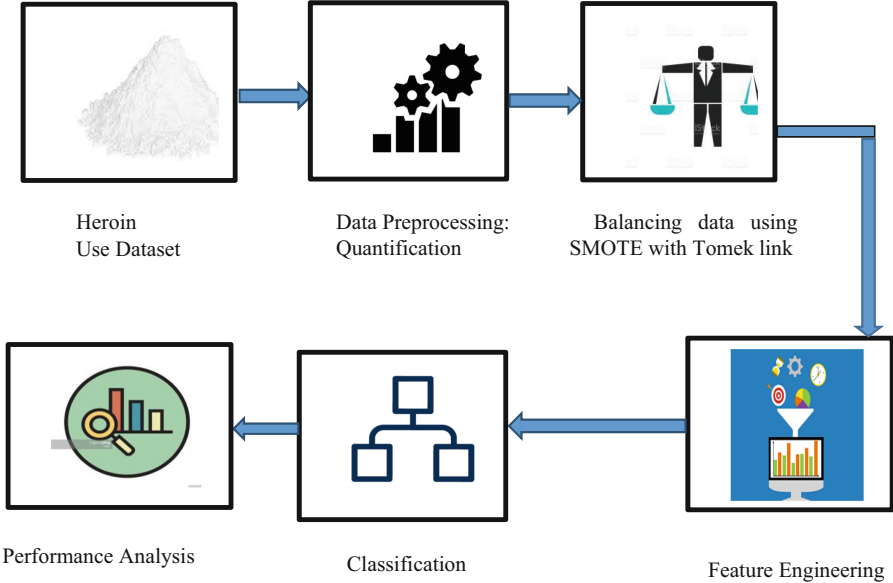 Heroin
Use Dataset
Data Preprocessing:
Quantification
Balancing data using
SMOTE with Tomek link
Performance Analysis
Classification
Feature Engineering